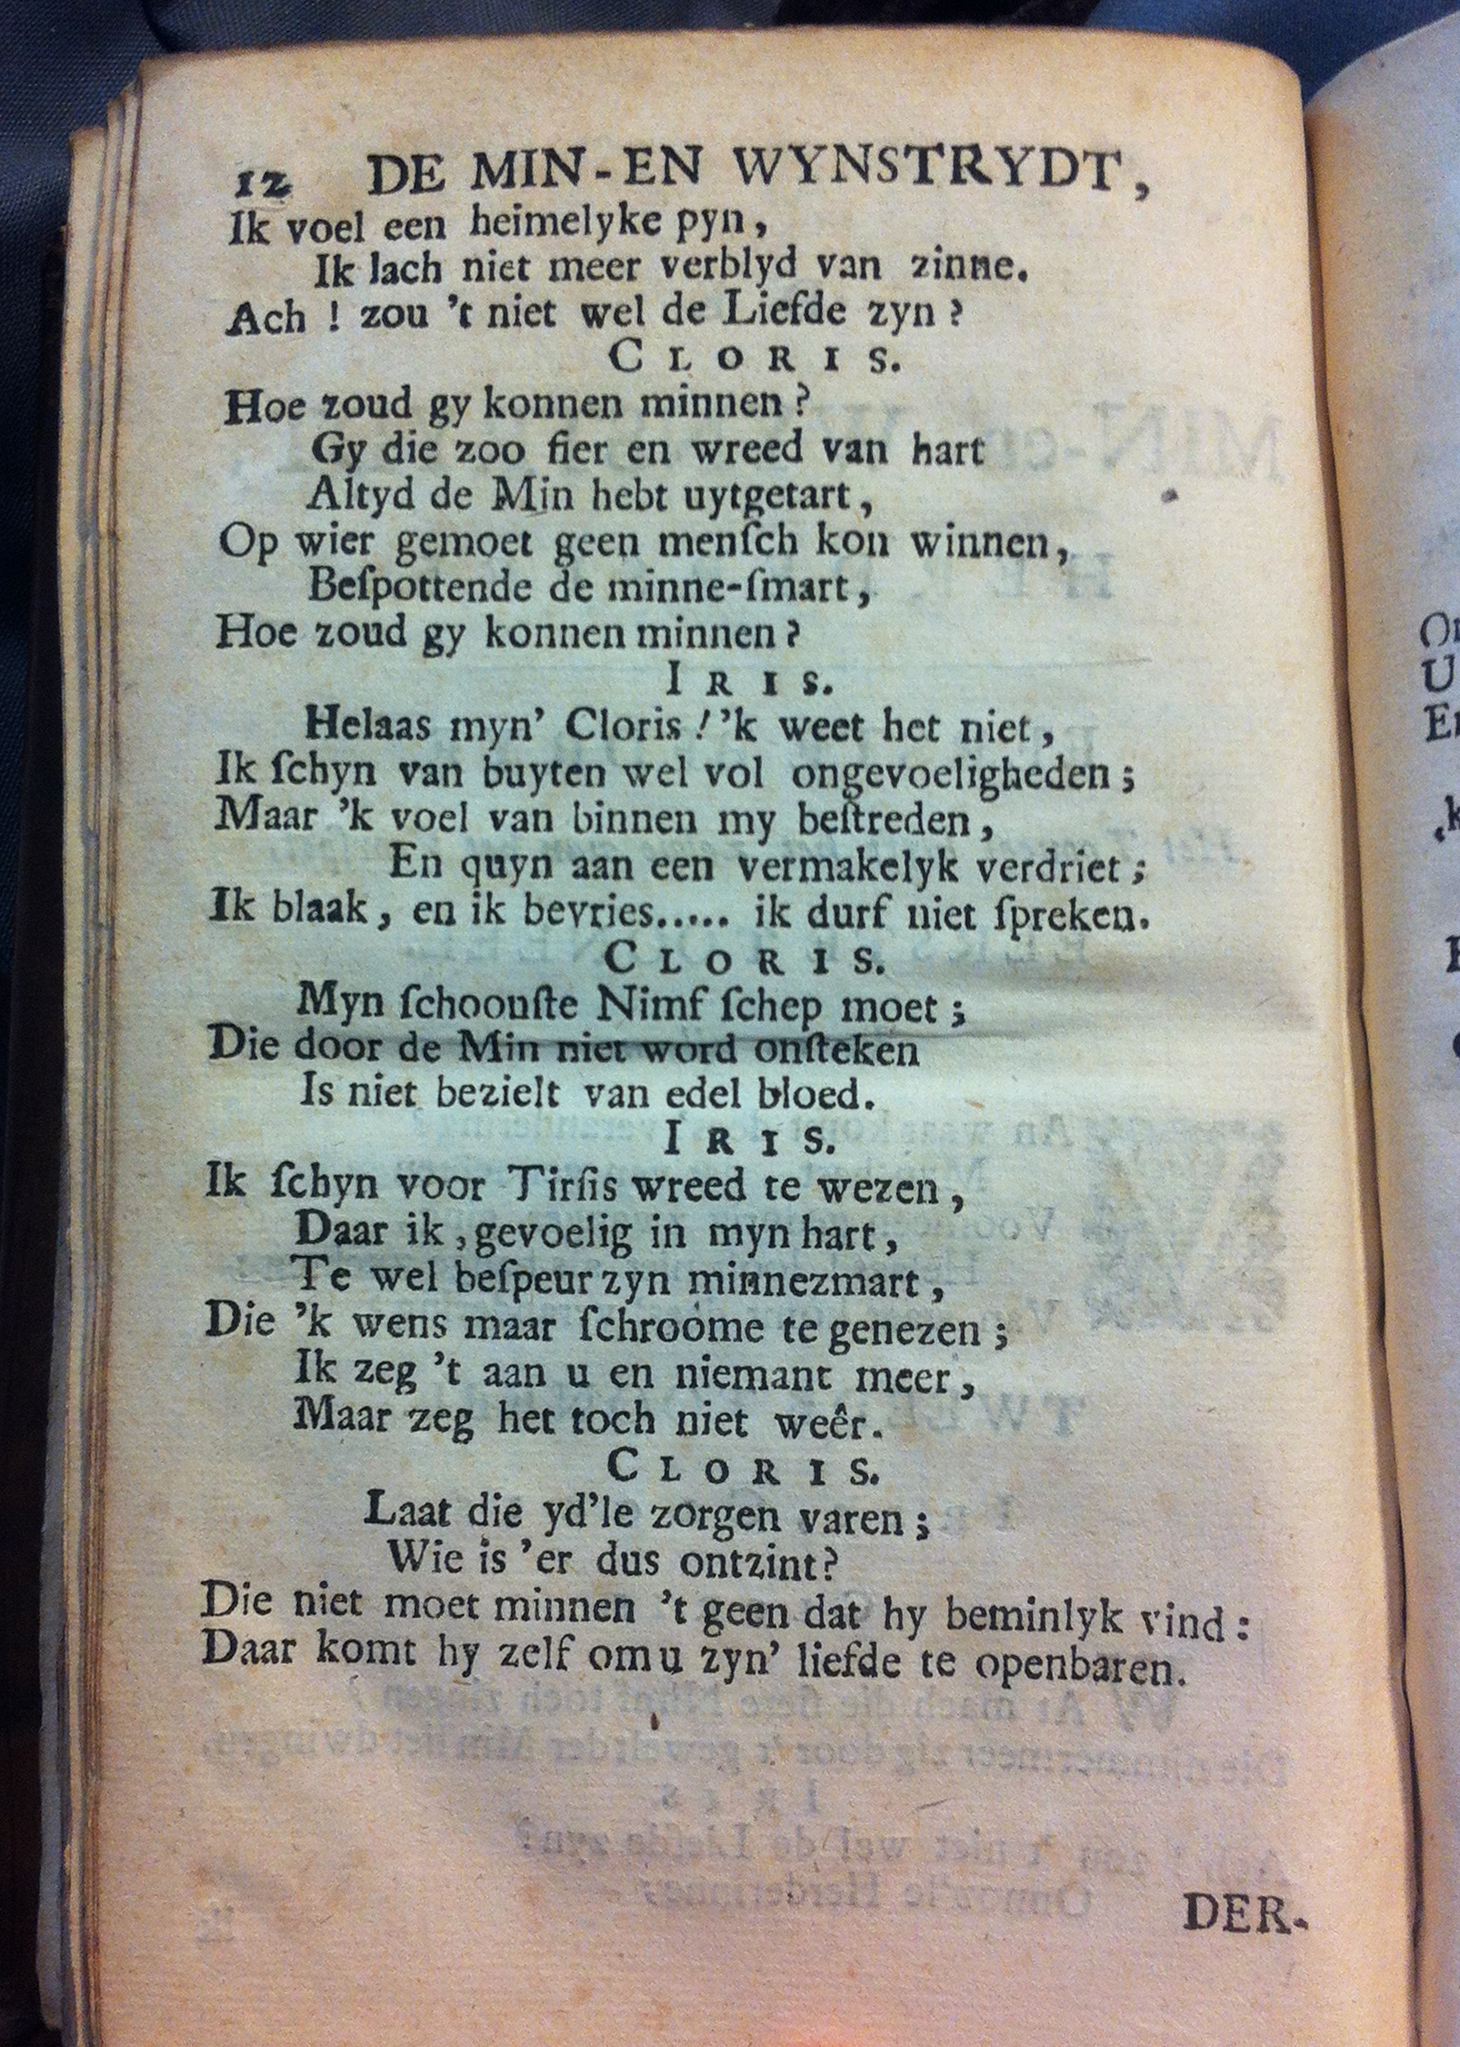 12 DE MIN-EN WYNSTRYDT,
Ik voel een heimelyke pyn,
Ik lach niet meer verblyd van zinne.
Ach ! zou 't niet wel de Liefde zyn?
CLORIS.
Hoe zoud gy konnen minnen?
Gy die zoo fier en wreed van hart
Altyd de Min hebt uytgetart,
Op wier gemoet geen menſch kon winnen,
Beſpottende de minne-ſmart,
Hoe zoud gy konnen minnen?
IRIS.
Helaas myn' Cloris! 'k weet het niet,
Ik ſchyn van buyten wel vol ongevoeligheden;
Maar 'k voel van binnen my beſtreden,
En quyn aan een vermakelyk verdriet;
Ik blaak, en ik bevries..... ik durf niet ſpreken.
CLORIS.
Myn ſchoonſte Nimf ſchep moet;
Die door de Min niet word onſteken
Is niet bezielt van edel bloed.
IRIS.
Ik ſchyn voor Tirſis wreed te wezen,
Daar ik, gevoelig in myn hart,
Te wel beſpeur zyn minnezmart,
Die 'k wens maar ſchroome te genezen;
Ik zeg 't aan u en niemant meer,
Maar zeg het toch niet weêr.
CLORIS.
Laat die yd'le zorgen varen;
Wie is 'er dus ontzint?
Die niet moet minnen 't geen dat hy beminlyk vind:
Daar komt hy zelf om u zyn' liefde te openbaren.
DER-